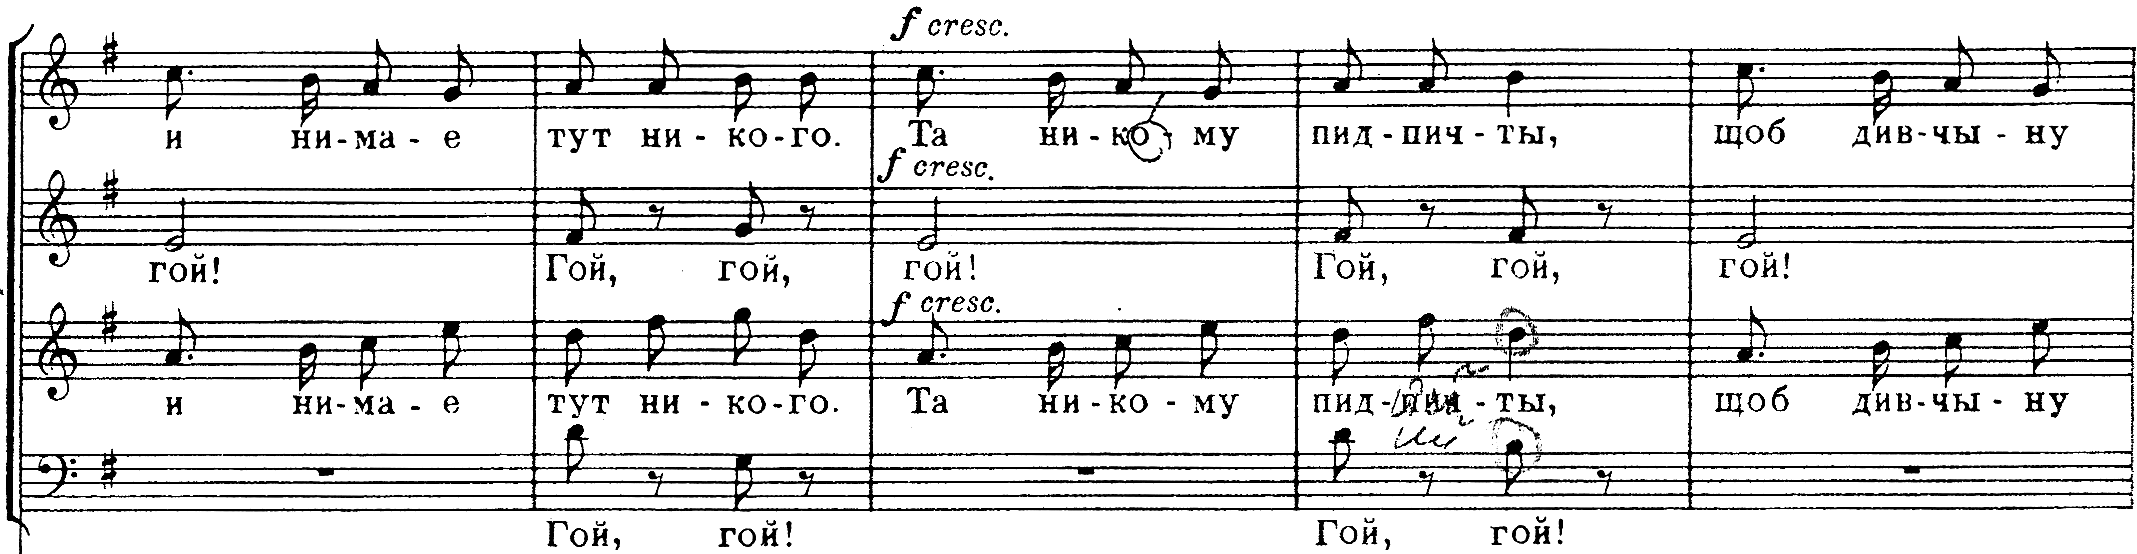 f cresc.
и ни-ма-е тут ни-ко-го. Та ни-ко-му пид-пич-ты, щоб див-чы-ну
f cresc.
гой! Гой, гой, гой! Гой, гой, гой!
f cresc.
и ни-ма-е тут ни-ко-го. Та ни-ко-му пид- -ты, щоб див-чы-ну
Гой, гой! Гой, гой!